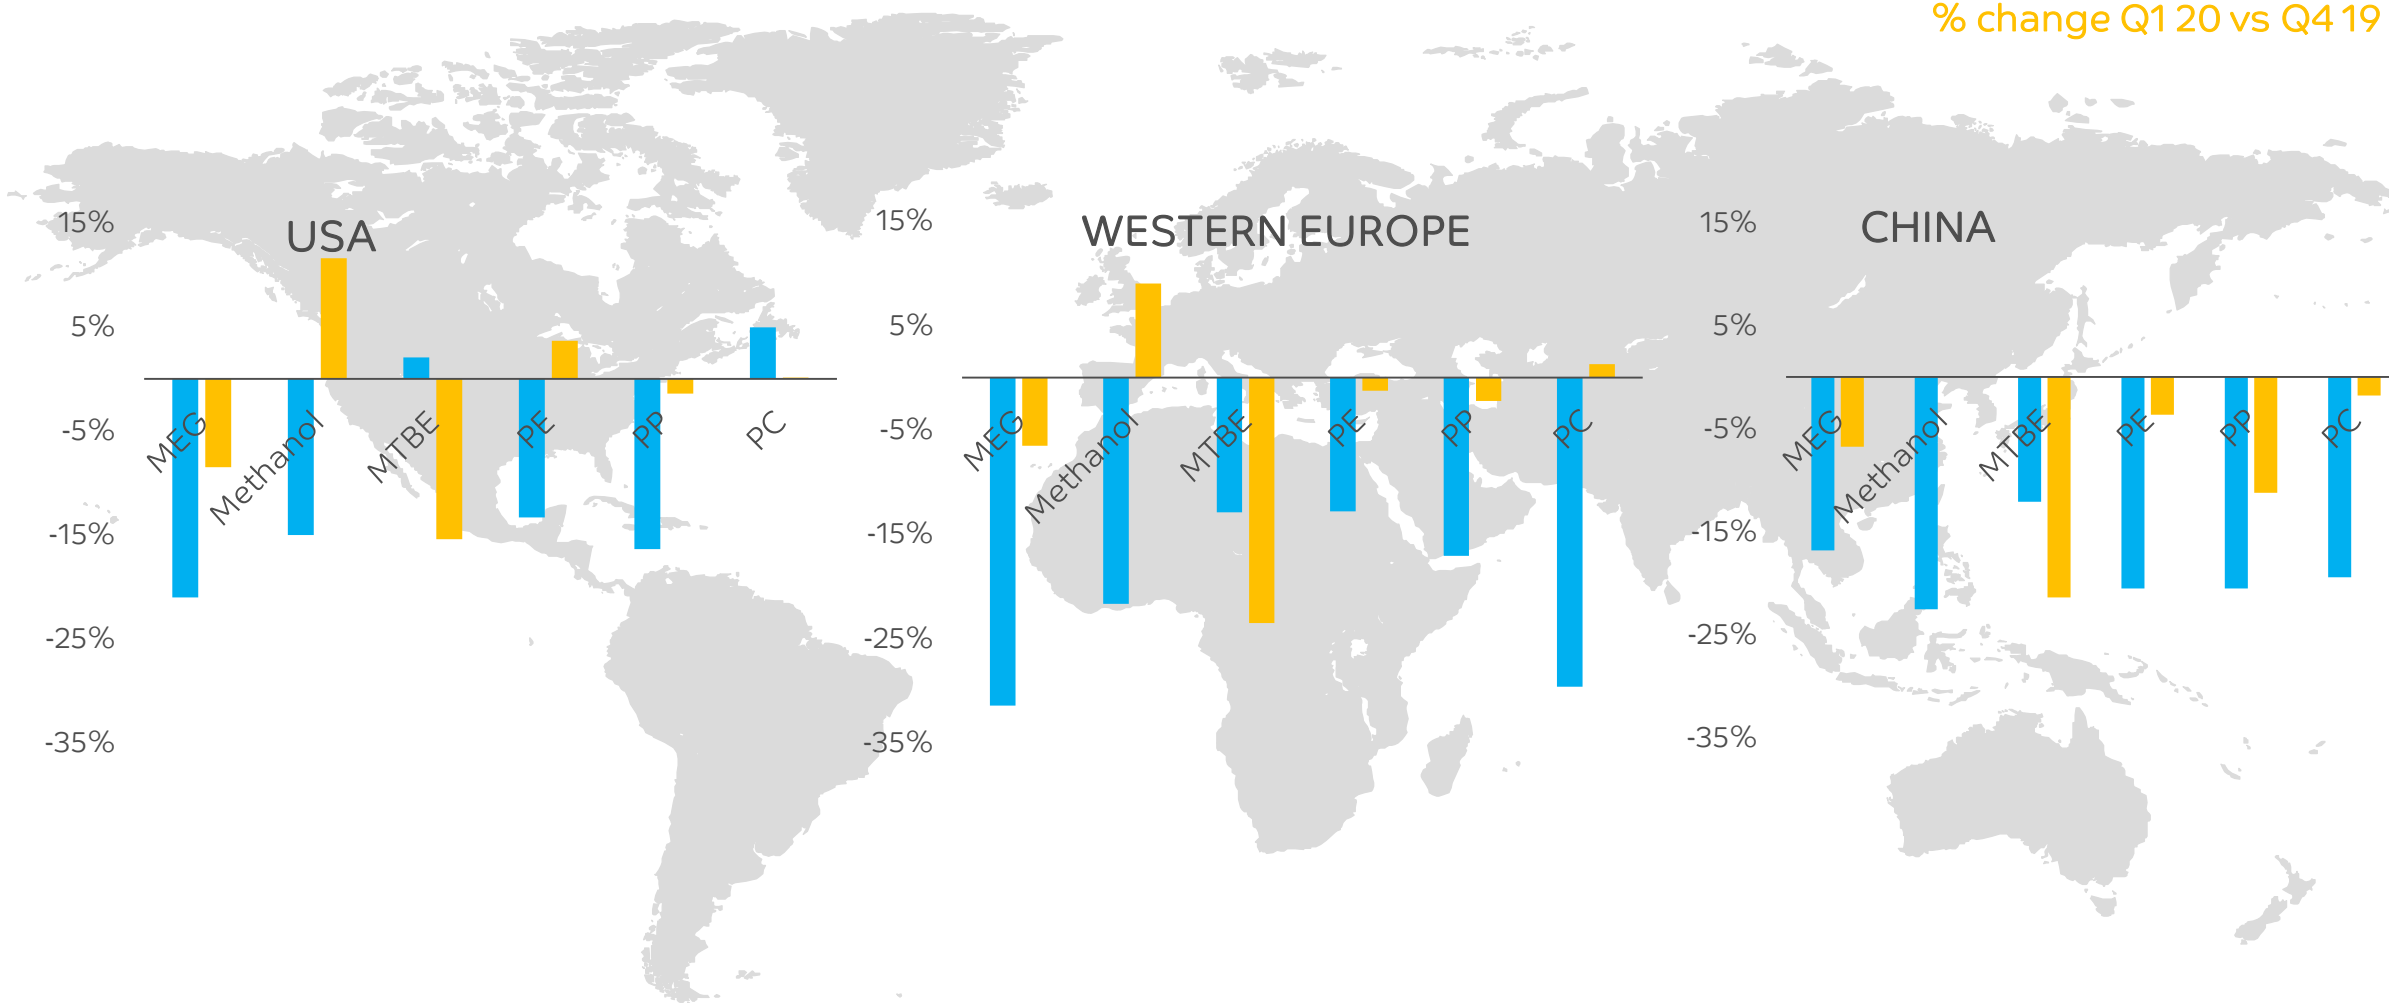 % change Q1 20 vs Q4 19
USA
15%
5%
-5%
-15%
-25%
-35%
MEG
Methanol
MTBE
PE
PP
PC
WESTERN EUROPE
15%
5%
-5%
-15%
-25%
-35%
MEG
Methanol
MTBE
PE
PP
PC
CHINA
15%
5%
-5%
-15%
-25%
-35%
MEG
Methanol
MTBE
PE
PP
PC